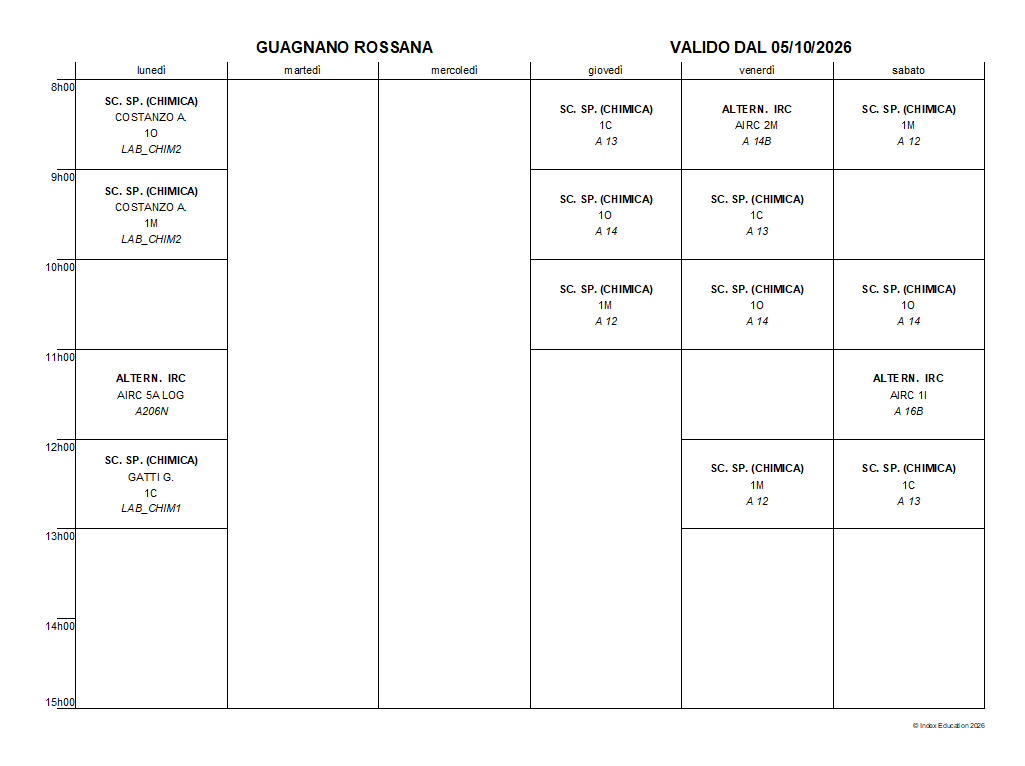 GUAGNANO ROSSANA
VALIDO DAL 05/10/2026
lunedì
martedì
mercoledì
giovedì
venerdì
sabato
8h00
SC. SP. (CHIMICA)
COSTANZO A.
1O
LAB_CHIM2
SC. SP. (CHIMICA)
1C
A 13
ALTERN. IRC
AIRC 2M
A 14B
SC. SP. (CHIMICA)
1M
A 12
9h00
SC. SP. (CHIMICA)
COSTANZO A.
1M
LAB_CHIM2
SC. SP. (CHIMICA)
1O
A 14
SC. SP. (CHIMICA)
1C
A 13
10h00
SC. SP. (CHIMICA)
1M
A 12
SC. SP. (CHIMICA)
1O
A 14
SC. SP. (CHIMICA)
1O
A 14
11h00
ALTERN. IRC
AIRC 5A LOG
A206N
ALTERN. IRC
AIRC 1I
A 16B
12h00
SC. SP. (CHIMICA)
GATTI G.
1C
LAB_CHIM1
SC. SP. (CHIMICA)
1M
A 12
SC. SP. (CHIMICA)
1C
A 13
13h00
14h00
15h00
© Index Education 2026